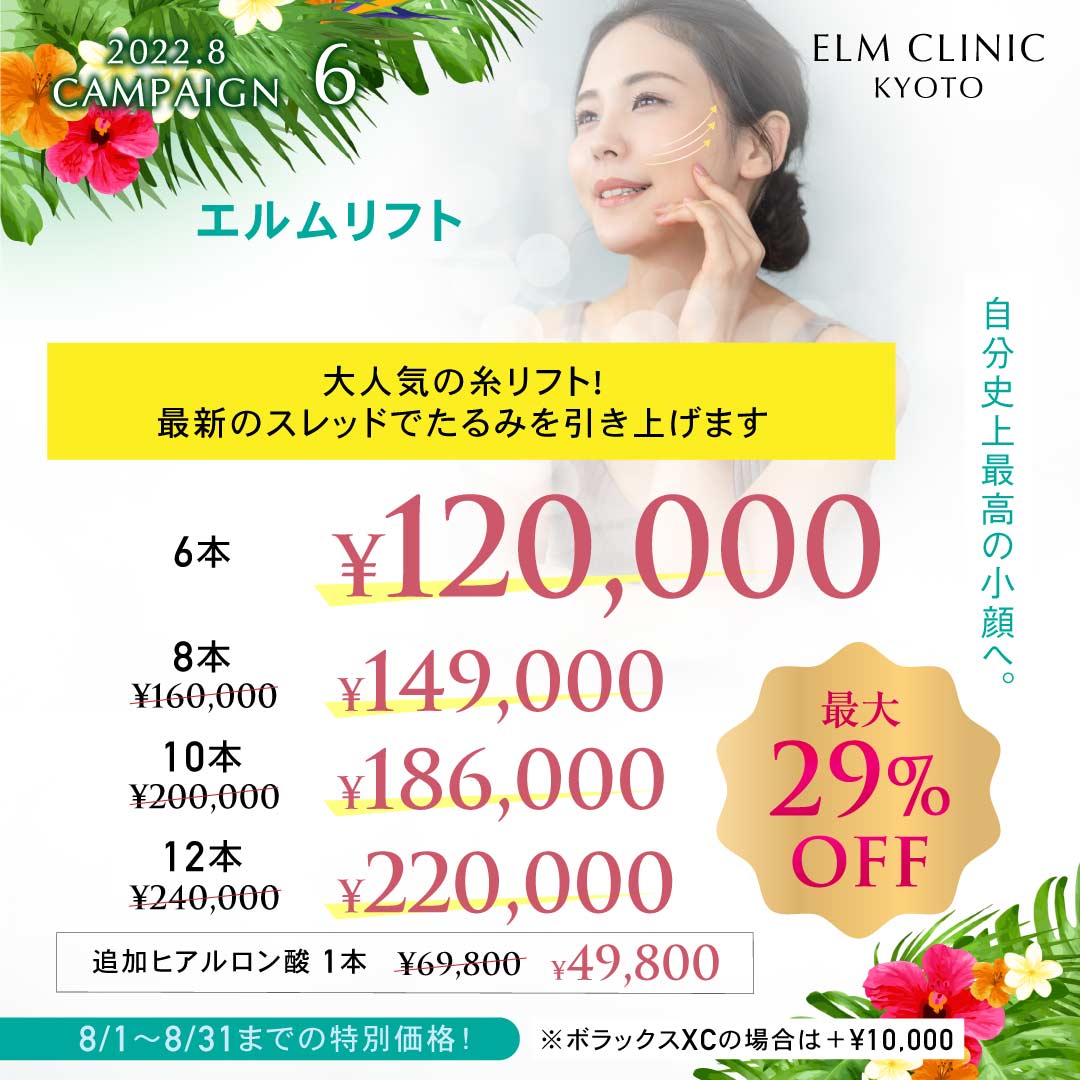 2022.8
CAMPAIGN 6
ELM CLINIC
KYOTO
エルムリフト
自分史上最高の小顔へ。
大人気の糸リフト!
最新のスレッドでたるみを引き上げます
6本 ¥120,000
8本
¥160,000 ¥149,000
10本
¥200,000 ¥186,000
12本
¥240,000 ¥220,000
最大
29%
OFF
追加ヒアルロン酸 1本 ¥69,800 ¥49,800
8/1〜8/31までの特別価格!
※ボラックスXCの場合は+¥10,000